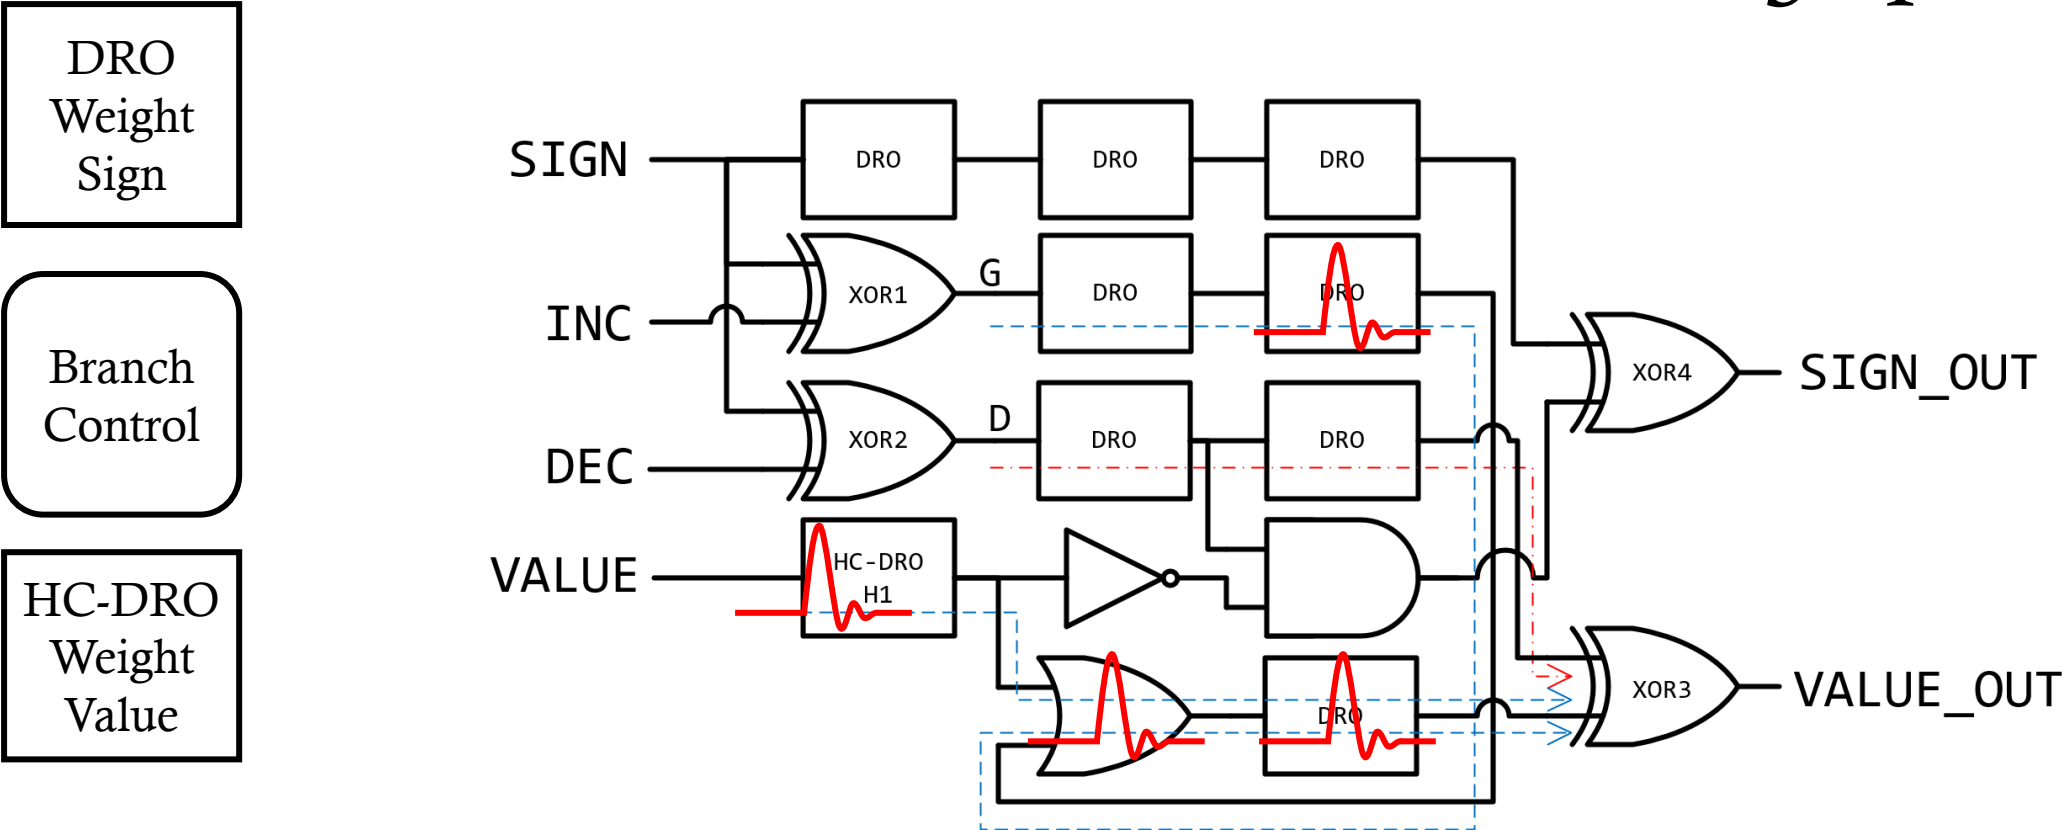 DRO
Weight
Sign
Branch
Control
HC-DRO
Weight
Value
SIGN
DRO
DRO
DRO
INC
XOR1
G
DRO
DRO
DEC
XOR2
D
DRO
DRO
VALUE
HC-DRO
H1
DRO
XOR4
SIGN_OUT
XOR3
VALUE_OUT